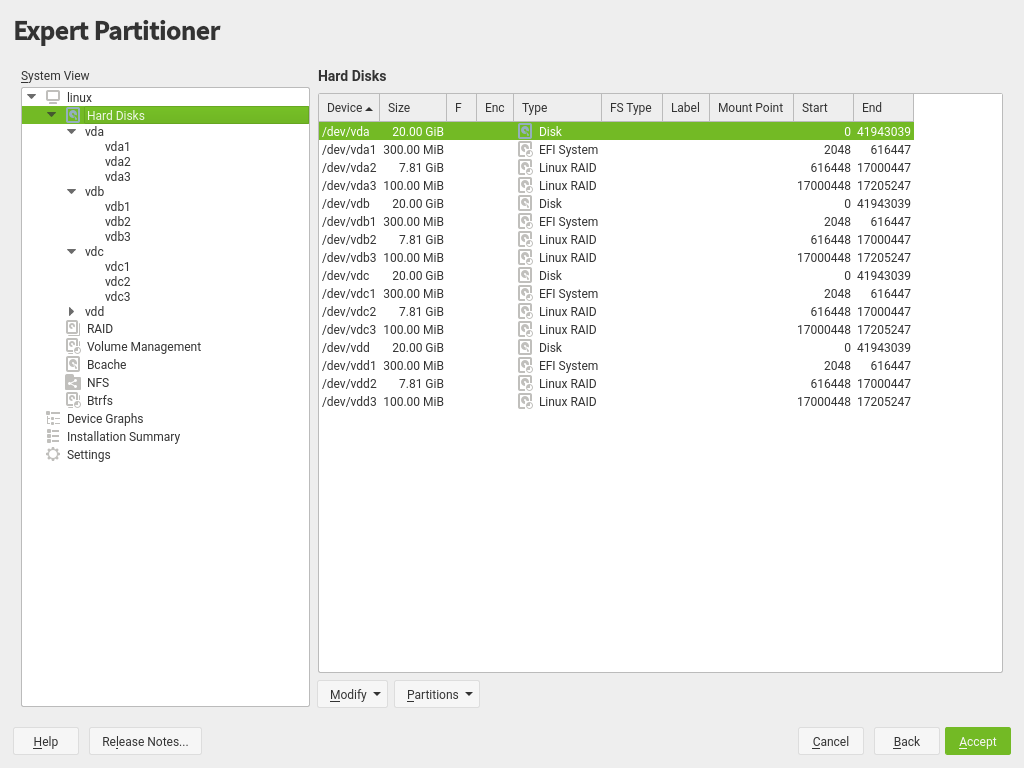 Expert Partitioner
System View
linux
Hard Disks
vda
vda1
vda2
vda3
vdb
vdb1
vdb2
vdb3
vdc
vdc1
vdc2
vdc3
vdd
RAID
Volume Management
Bcache
NFS
Btrfs
Device Graphs
Installation Summary
Settings
Hard Disks
Device Size F Enc Type FS Type Label Mount Point Start End
/dev/vda 20.00 GiB Disk 0 41943039
/dev/vda1 300.00 MiB EFI System 2048 616447
/dev/vda2 7.81 GiB Linux RAID 616448 17000447
/dev/vda3 100.00 MiB Linux RAID 17000448 17205247
/dev/vdb 20.00 GiB Disk 0 41943039
/dev/vdb1 300.00 MiB EFI System 2048 616447
/dev/vdb2 7.81 GiB Linux RAID 616448 17000447
/dev/vdb3 100.00 MiB Linux RAID 17000448 17205247
/dev/vdc 20.00 GiB Disk 0 41943039
/dev/vdc1 300.00 MiB EFI System 2048 616447
/dev/vdc2 7.81 GiB Linux RAID 616448 17000447
/dev/vdc3 100.00 MiB Linux RAID 17000448 17205247
/dev/vdd 20.00 GiB Disk 0 41943039
/dev/vdd1 300.00 MiB EFI System 2048 616447
/dev/vdd2 7.81 GiB Linux RAID 616448 17000447
/dev/vdd3 100.00 MiB Linux RAID 17000448 17205247
Modify Partitions
Help Release Notes... Cancel Back Accept